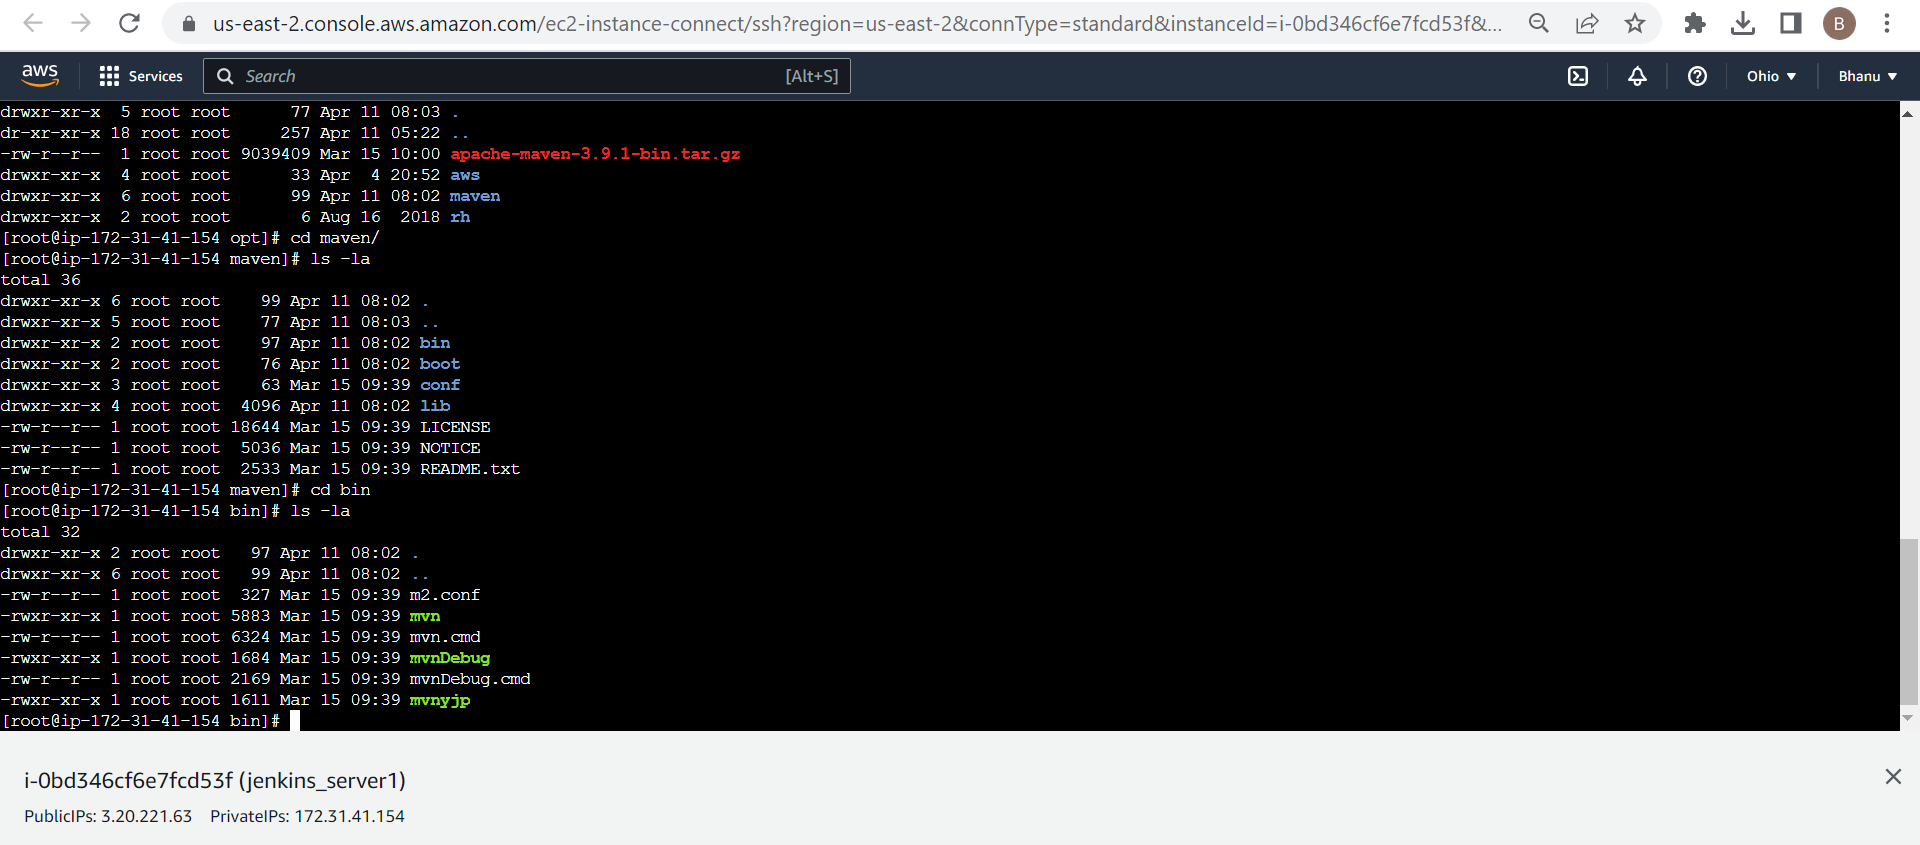 us-east-2.console.aws.amazon.com/ec2-instance-connect/ssh?region=us-east-2&connType=standard&instanceId=i-0bd346cf6e7fcd53f&... B
aws Services Search [Alt+S] Ohio ▼ Bhanu ▼
drwxr-xr-x  5 root root      77 Apr 11 08:03 .
dr-xr-xr-x 18 root root     257 Apr 11 05:22 ..
-rw-r--r--  1 root root 9039409 Mar 15 10:00 apache-maven-3.9.1-bin.tar.gz
drwxr-xr-x  4 root root      33 Apr  4 20:52 aws
drwxr-xr-x  6 root root      99 Apr 11 08:02 maven
drwxr-xr-x  2 root root       6 Aug 16  2018 rh
[root@ip-172-31-41-154 opt]# cd maven/
[root@ip-172-31-41-154 maven]# ls -la
total 36
drwxr-xr-x 6 root root    99 Apr 11 08:02 .
drwxr-xr-x 5 root root    77 Apr 11 08:03 ..
drwxr-xr-x 2 root root    97 Apr 11 08:02 bin
drwxr-xr-x 2 root root    76 Apr 11 08:02 boot
drwxr-xr-x 3 root root    63 Mar 15 09:39 conf
drwxr-xr-x 4 root root  4096 Apr 11 08:02 lib
-rw-r--r-- 1 root root 18644 Mar 15 09:39 LICENSE
-rw-r--r-- 1 root root  5036 Mar 15 09:39 NOTICE
-rw-r--r-- 1 root root  2533 Mar 15 09:39 README.txt
[root@ip-172-31-41-154 maven]# cd bin
[root@ip-172-31-41-154 bin]# ls -la
total 32
drwxr-xr-x 2 root root   97 Apr 11 08:02 .
drwxr-xr-x 6 root root   99 Apr 11 08:02 ..
-rw-r--r-- 1 root root  327 Mar 15 09:39 m2.conf
-rwxr-xr-x 1 root root 5883 Mar 15 09:39 mvn
-rw-r--r-- 1 root root 6324 Mar 15 09:39 mvn.cmd
-rwxr-xr-x 1 root root 1684 Mar 15 09:39 mvnDebug
-rw-r--r-- 1 root root 2169 Mar 15 09:39 mvnDebug.cmd
-rwxr-xr-x 1 root root 1611 Mar 15 09:39 mvnyjp
[root@ip-172-31-41-154 bin]#
i-0bd346cf6e7fcd53f (jenkins_server1)
PublicIPs: 3.20.221.63 PrivateIPs: 172.31.41.154